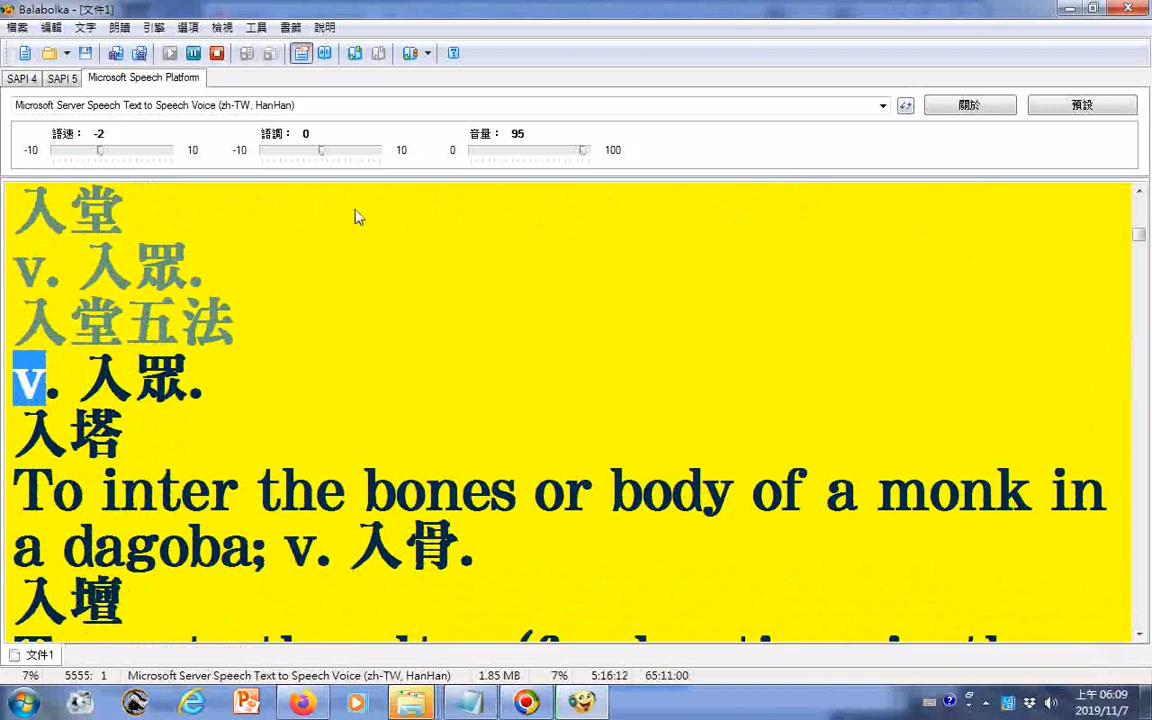 Balabolka - [文件1]
檔案 編輯 文字 朗讀 引擎 選項 檢視 工具 書籤 說明
SAPI 4 SAPI 5 Microsoft Speech Platform
Microsoft Server Speech Text to Speech Voice (zh-TW, HanHan) 關於 預設
語速： -2 語調： 0 音量： 95
-10 10 -10 10 0 100
入堂
v. 入眾.
入堂五法
v. 入眾.
入塔
To inter the bones or body of a monk in
a dagoba; v. 入骨.
入壇
文件1
7% 5555: 1 Microsoft Server Speech Text to Speech Voice (zh-TW, HanHan) 1.85 MB 7% 5:16:12 65:11:00
上午 06:09
2019/11/7